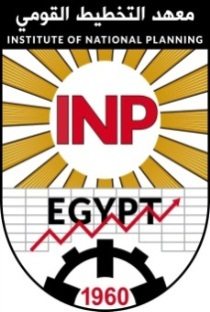 معهد التخطيط القومي
INSTITUTE OF NATIONAL PLANNING
INP
EGYPT
1960